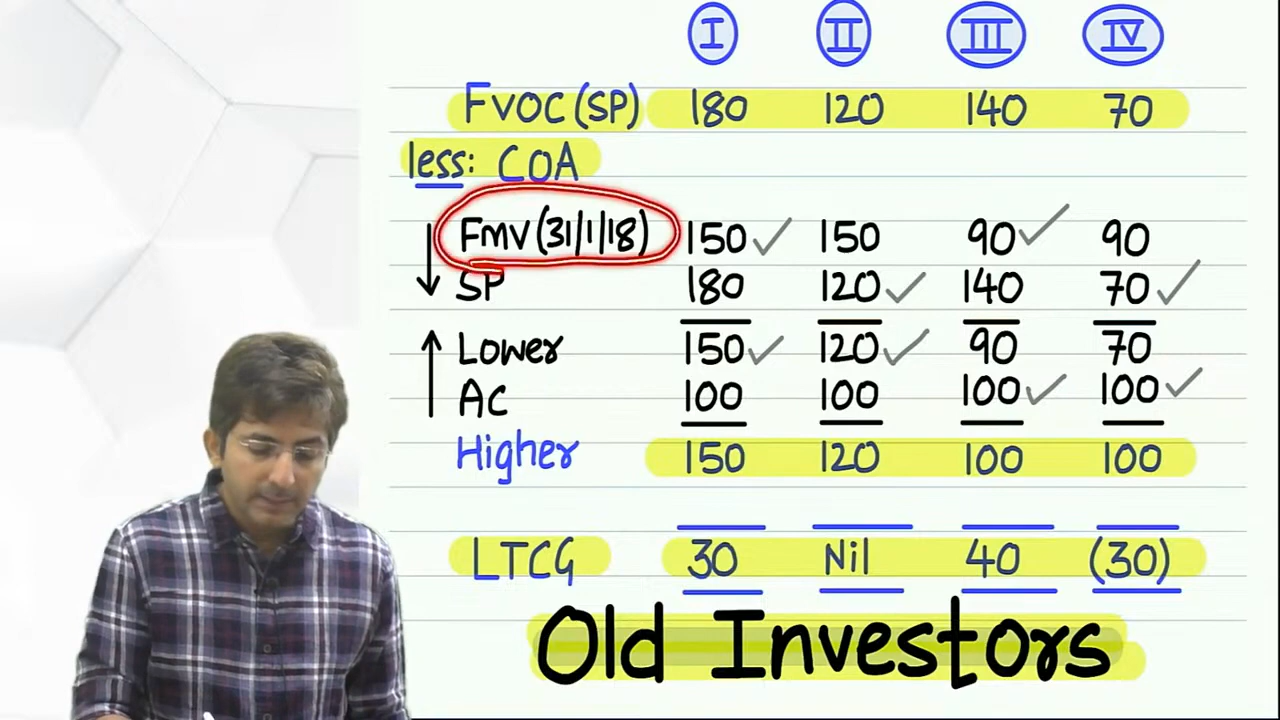 I II III IV
FVOC (SP) 180 120 140 70
less: COA
FMV (31/1/18) 150 150 90 90
SP 180 120 140 70
Lower 150 120 90 70
AC 100 100 100 100
Higher 150 120 100 100
LTCG 30 Nil 40 (30)
Old Investors